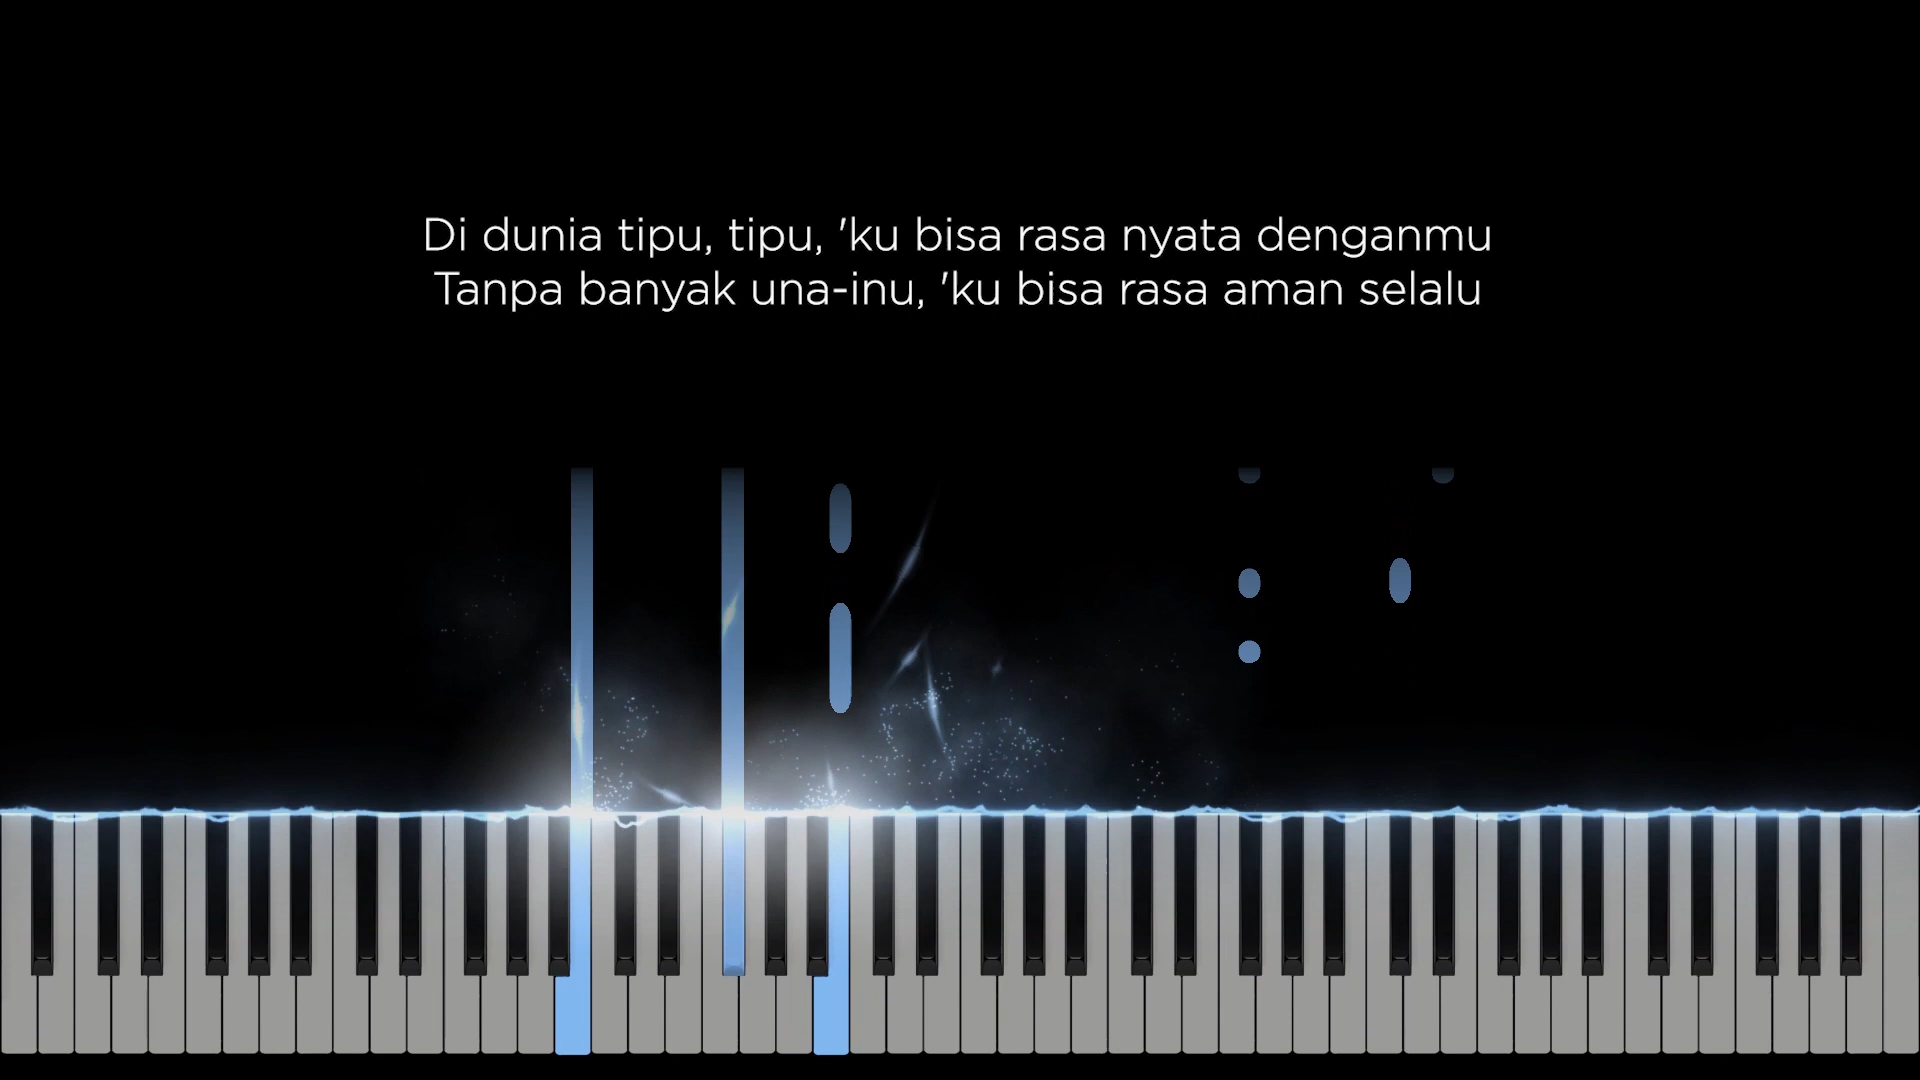 Di dunia tipu, tipu, 'ku bisa rasa nyata denganmu
Tanpa banyak una-inu, 'ku bisa rasa aman selalu